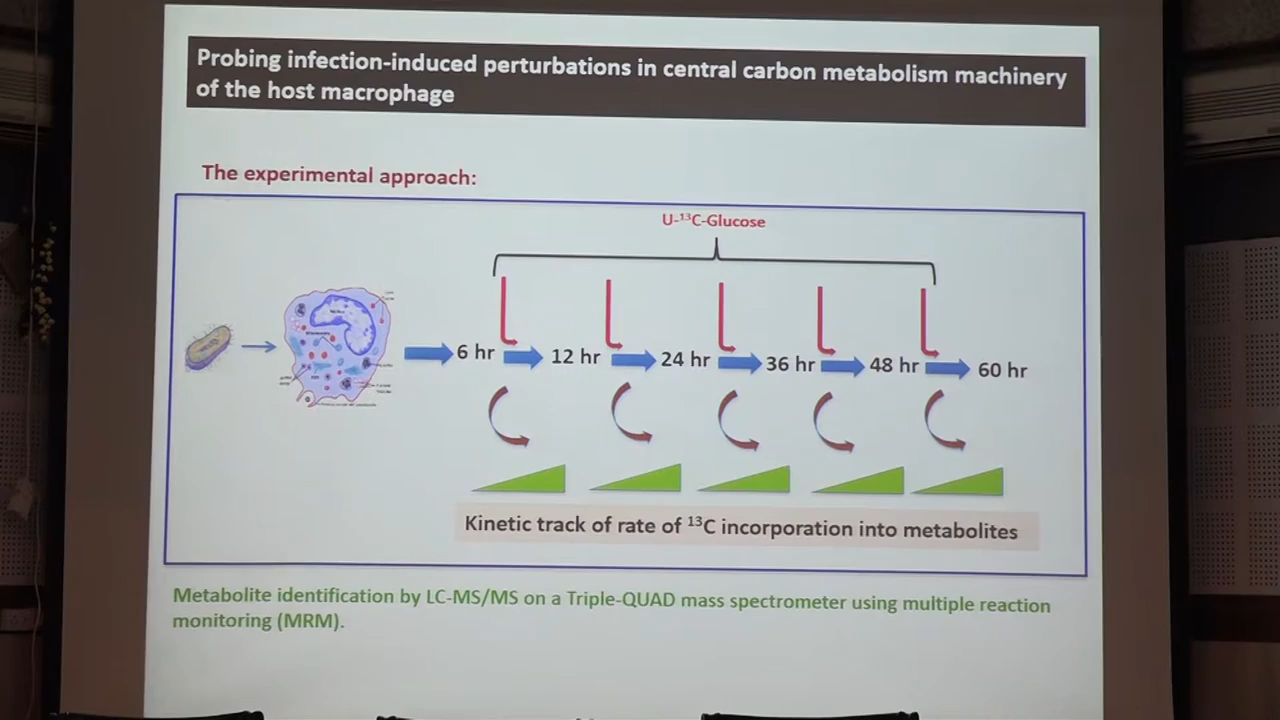 Probing infection-induced perturbations in central carbon metabolism machinery
of the host macrophage
The experimental approach:
U-¹³C-Glucose
6 hr
12 hr
24 hr
36 hr
48 hr
60 hr
Kinetic track of rate of ¹³C incorporation into metabolites
Metabolite identification by LC-MS/MS on a Triple-QUAD mass spectrometer using multiple reaction
monitoring (MRM).